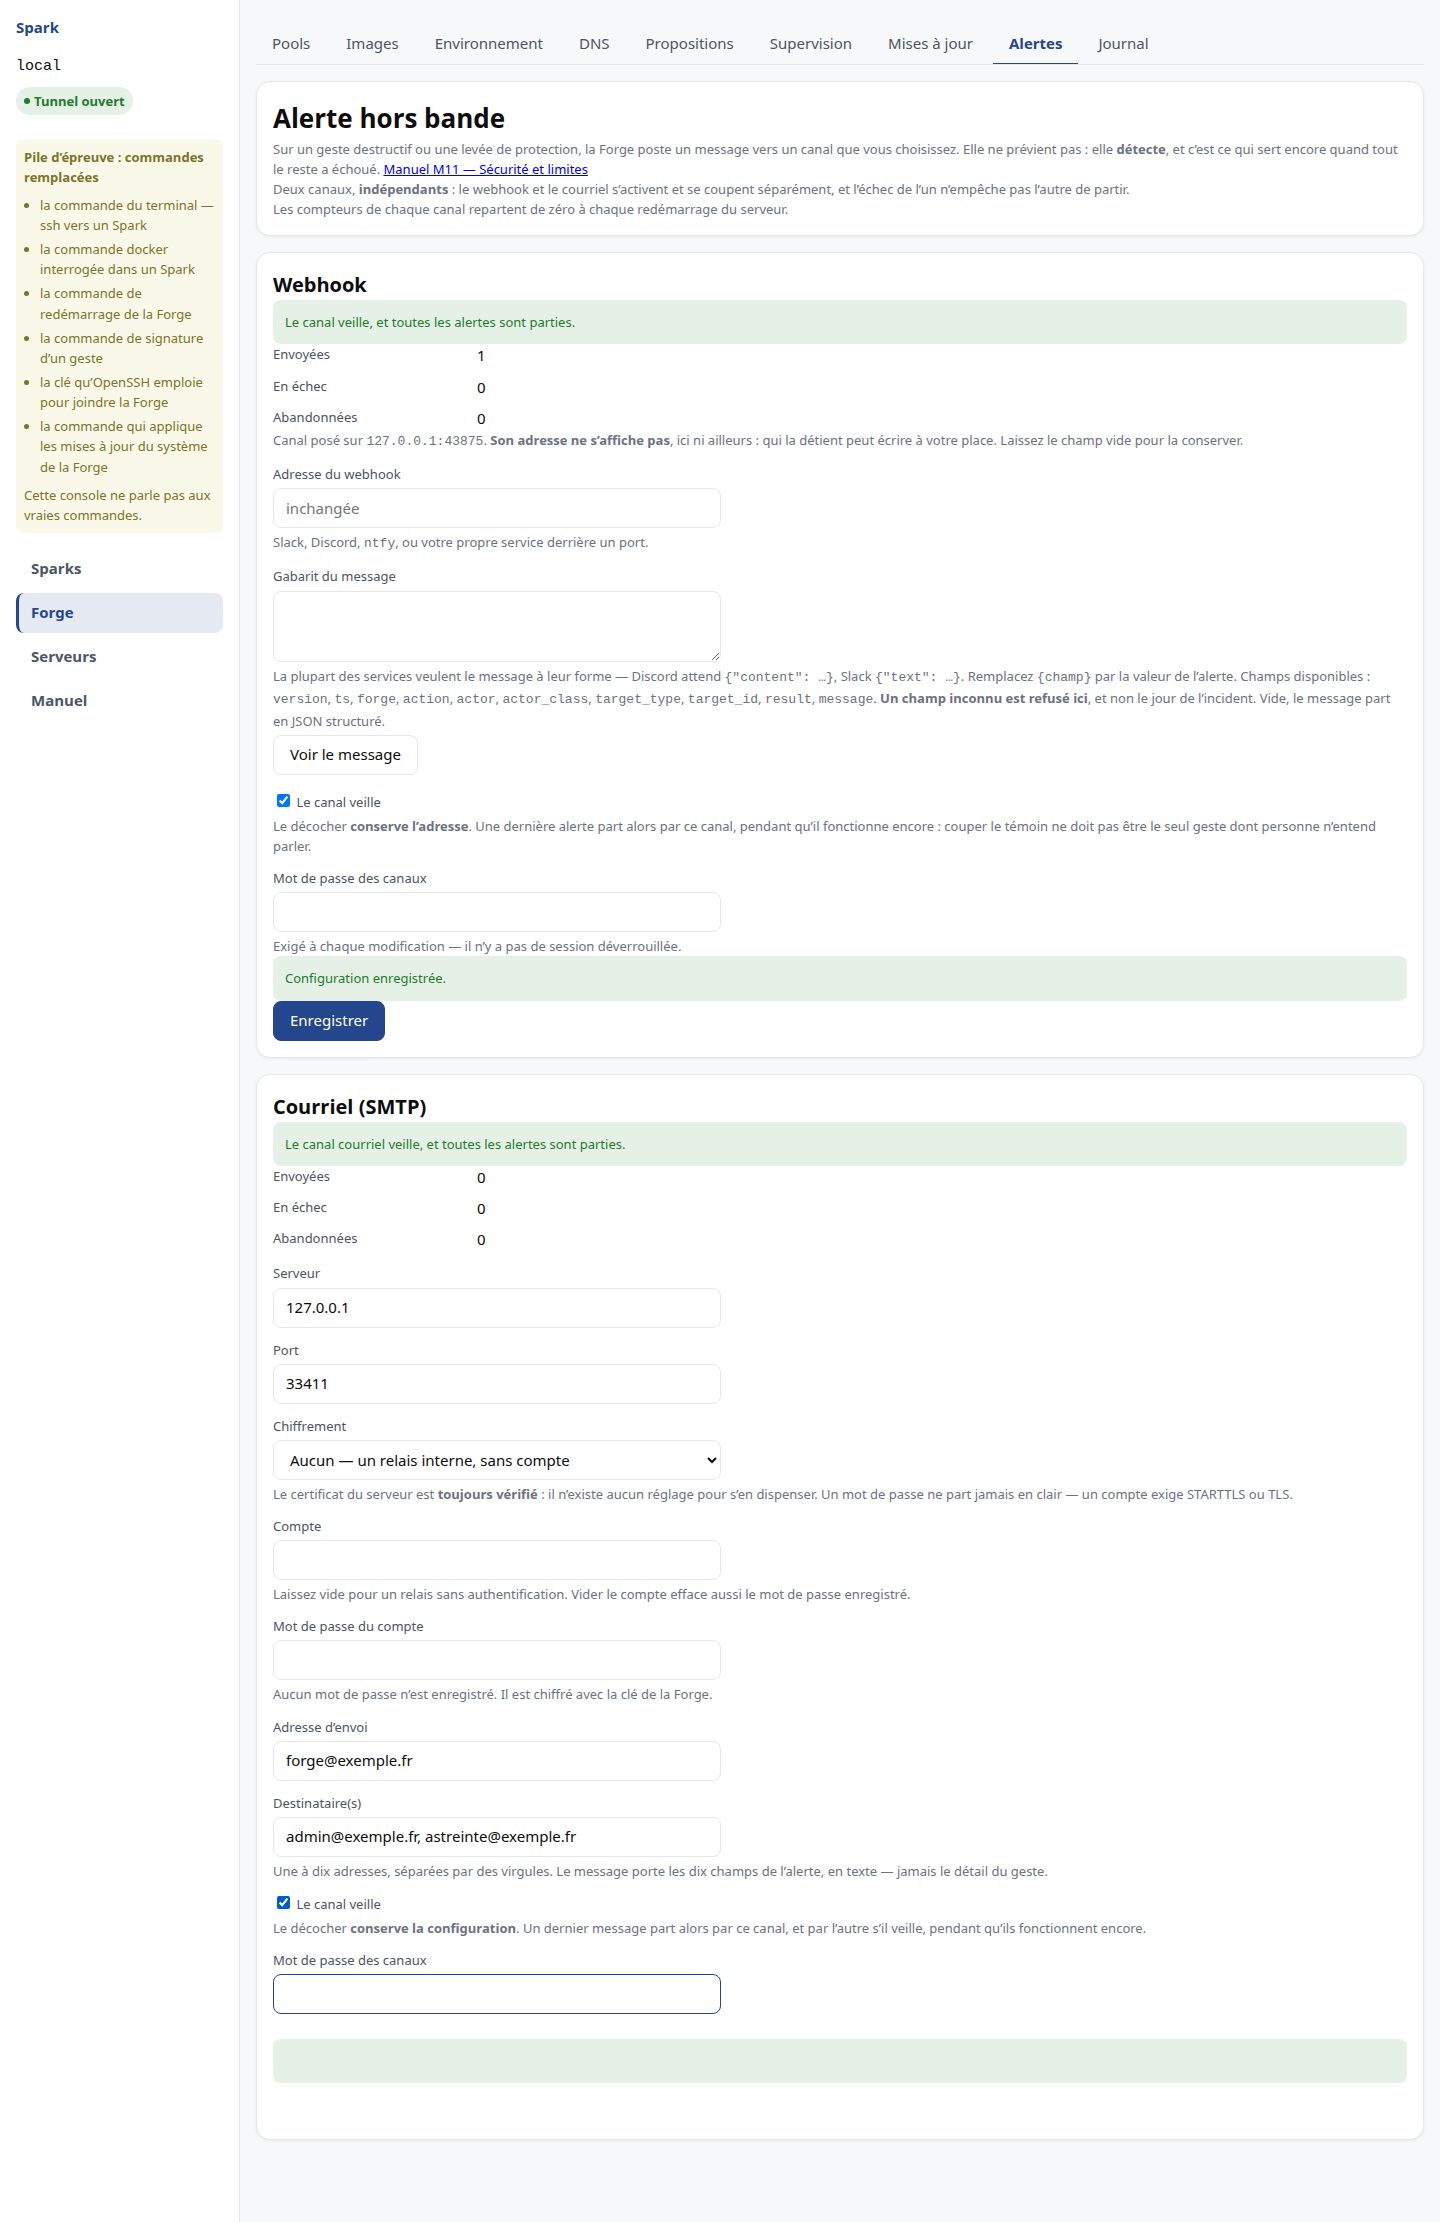 Spark
local
Tunnel ouvert
Pile d’épreuve : commandes
remplacées
la commande du terminal —
ssh vers un Spark
la commande docker
interrogée dans un Spark
la commande de
redémarrage de la Forge
la commande de signature
d’un geste
la clé qu’OpenSSH emploie
pour joindre la Forge
la commande qui applique
les mises à jour du système
de la Forge
Cette console ne parle pas aux
vraies commandes.
Sparks
Forge
Serveurs
Manuel
Pools Images Environnement DNS Propositions Supervision Mises à jour Alertes Journal
Alerte hors bande
Sur un geste destructif ou une levée de protection, la Forge poste un message vers un canal que vous choisissez. Elle ne prévient pas : elle détecte, et c’est ce qui sert encore quand tout
le reste a échoué. Manuel M11 — Sécurité et limites
Deux canaux, indépendants : le webhook et le courriel s’activent et se coupent séparément, et l’échec de l’un n’empêche pas l’autre de partir.
Les compteurs de chaque canal repartent de zéro à chaque redémarrage du serveur.
Webhook
Le canal veille, et toutes les alertes sont parties.
Envoyées 1
En échec 0
Abandonnées 0
Canal posé sur 127.0.0.1:43875. Son adresse ne s’affiche pas, ici ni ailleurs : qui la détient peut écrire à votre place. Laissez le champ vide pour la conserver.
Adresse du webhook
inchangée
Slack, Discord, ntfy, ou votre propre service derrière un port.
Gabarit du message
La plupart des services veulent le message à leur forme — Discord attend {"content": …}, Slack {"text": …}. Remplacez {champ} par la valeur de l’alerte. Champs disponibles :
version, ts, forge, action, actor, actor_class, target_type, target_id, result, message. Un champ inconnu est refusé ici, et non le jour de l’incident. Vide, le message part
en JSON structuré.
Voir le message
Le canal veille
Le décocher conserve l’adresse. Une dernière alerte part alors par ce canal, pendant qu’il fonctionne encore : couper le témoin ne doit pas être le seul geste dont personne n’entend
parler.
Mot de passe des canaux
Exigé à chaque modification — il n’y a pas de session déverrouillée.
Configuration enregistrée.
Enregistrer
Courriel (SMTP)
Le canal courriel veille, et toutes les alertes sont parties.
Envoyées 0
En échec 0
Abandonnées 0
Serveur
127.0.0.1
Port
33411
Chiffrement
Aucun — un relais interne, sans compte
Le certificat du serveur est toujours vérifié : il n’existe aucun réglage pour s’en dispenser. Un mot de passe ne part jamais en clair — un compte exige STARTTLS ou TLS.
Compte
Laissez vide pour un relais sans authentification. Vider le compte efface aussi le mot de passe enregistré.
Mot de passe du compte
Aucun mot de passe n’est enregistré. Il est chiffré avec la clé de la Forge.
Adresse d’envoi
forge@exemple.fr
Destinataire(s)
admin@exemple.fr, astreinte@exemple.fr
Une à dix adresses, séparées par des virgules. Le message porte les dix champs de l’alerte, en texte — jamais le détail du geste.
Le canal veille
Le décocher conserve la configuration. Un dernier message part alors par ce canal, et par l’autre s’il veille, pendant qu’ils fonctionnent encore.
Mot de passe des canaux